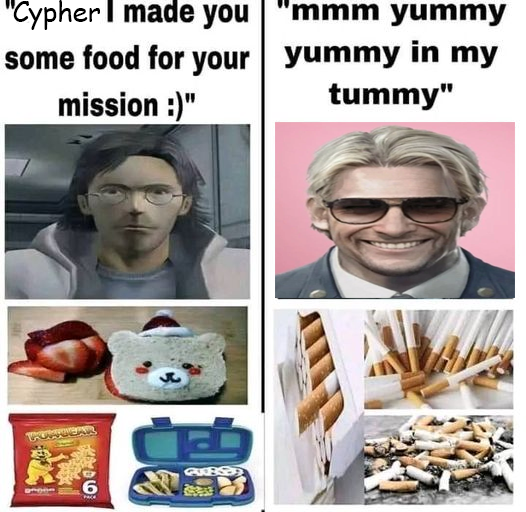 "Cypher I made you
some food for your
mission :)"
"mmm yummy
yummy in my
tummy"
POM-BEAR
6
PACK